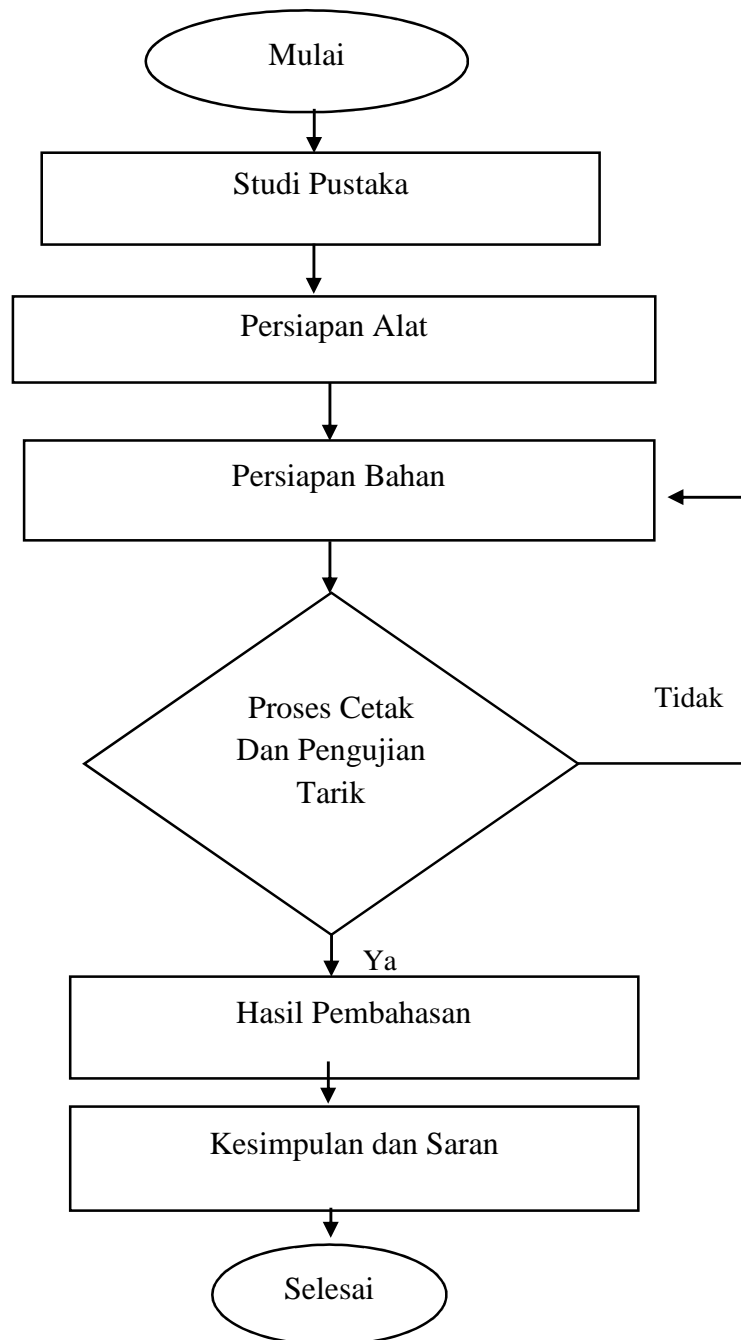 Mulai
Studi Pustaka
Persiapan Alat
Persiapan Bahan
Proses Cetak
Dan Pengujian
Tarik
Tidak
Ya
Hasil Pembahasan
Kesimpulan dan Saran
Selesai